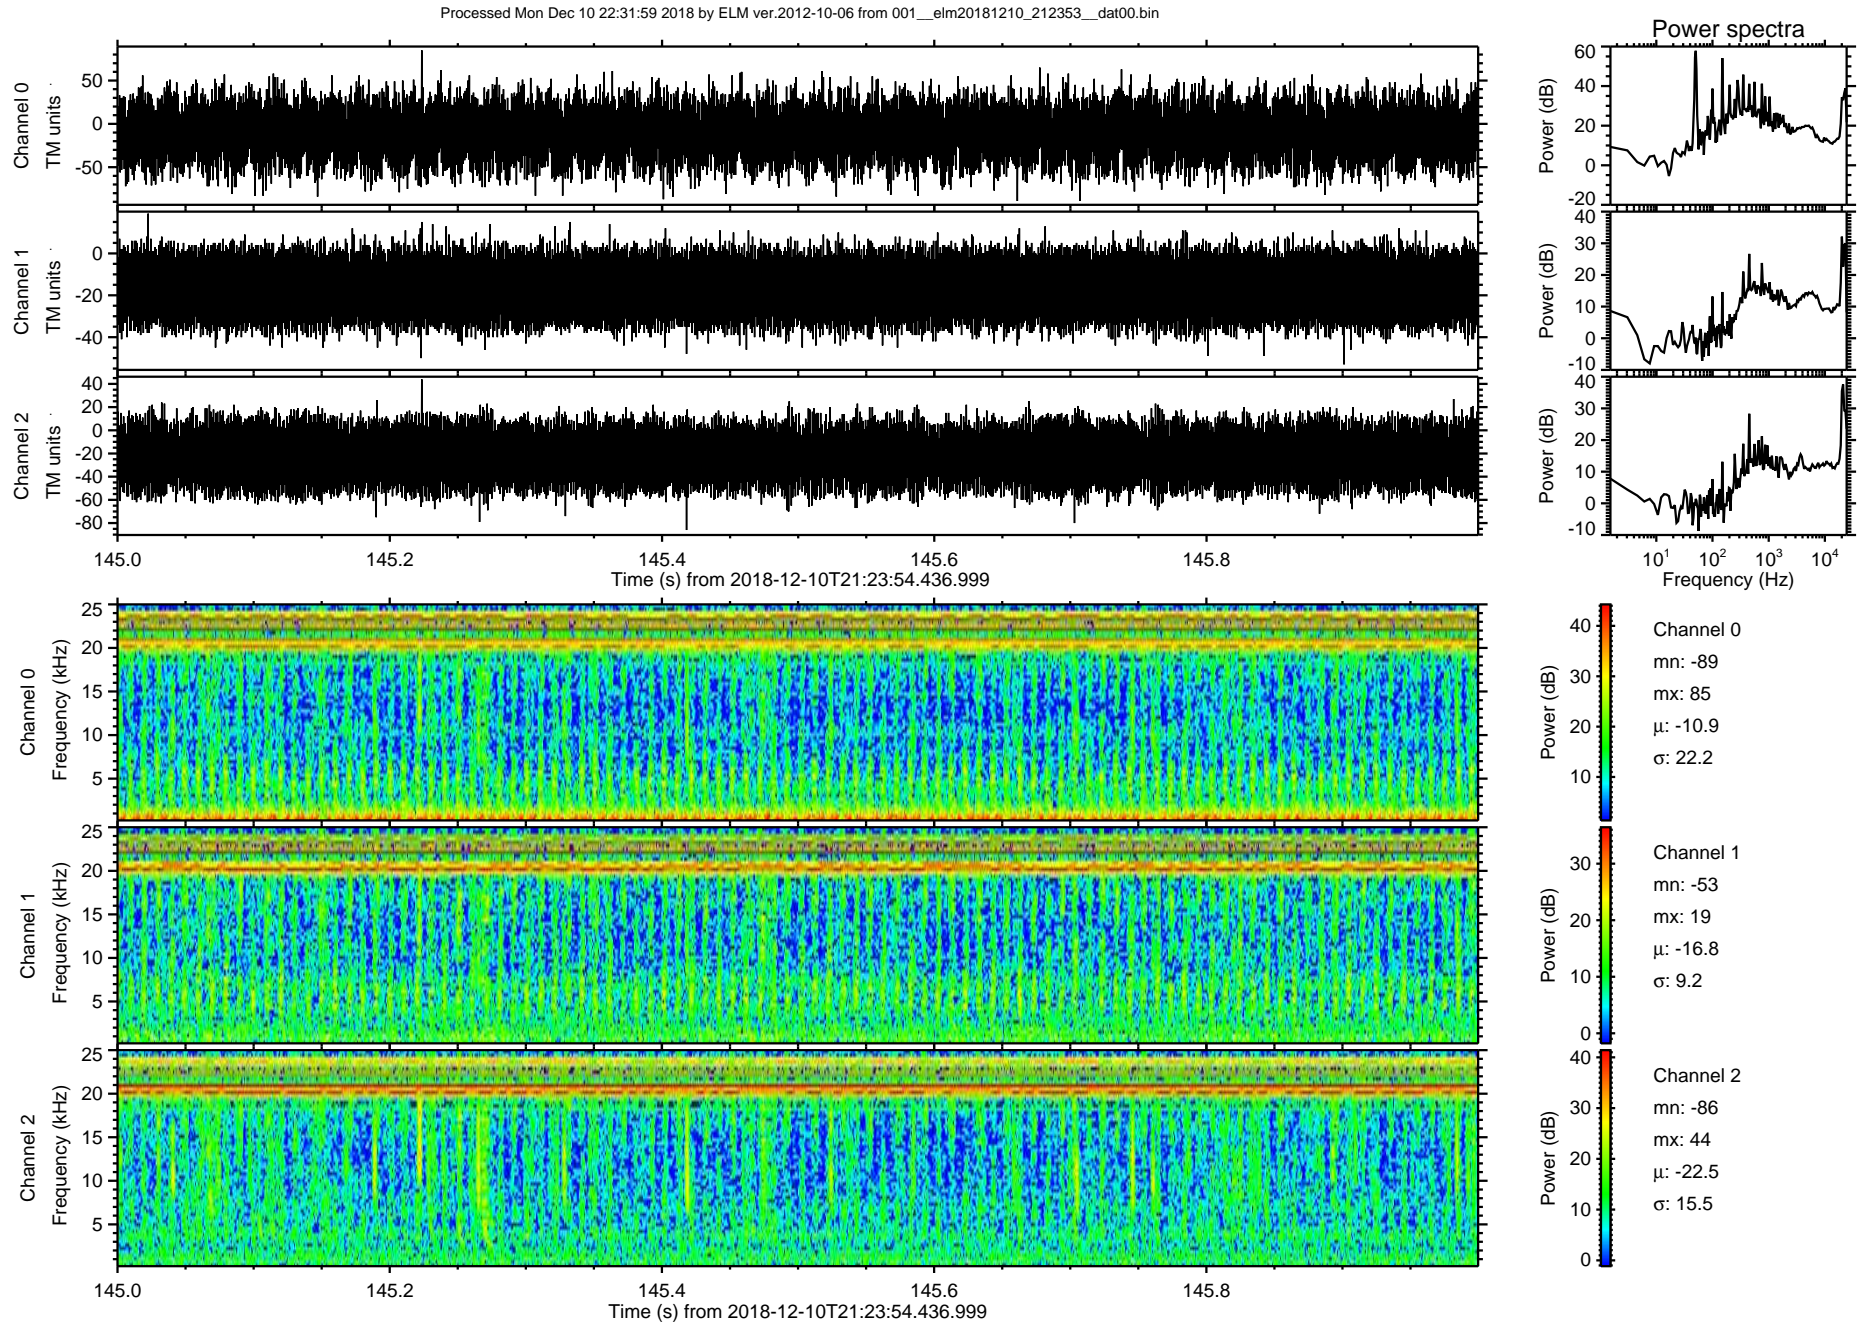 Processed Mon Dec 10 22:31:59 2018 by ELM ver.2012-10-06 from 001__elm20181210_212353__dat00.bin
Power spectra
Channel 0
TM units
50
0
-50
Power (dB)
60
40
20
0
-20
Channel 1
TM units
0
-20
-40
Power (dB)
40
30
20
10
0
-10
Channel 2
TM units
40
20
0
-20
-40
-60
-80
Power (dB)
40
30
20
10
0
-10
145.0 145.2 145.4 145.6 145.8
Time (s) from 2018-12-10T21:23:54.436.999
10^1 10^2 10^3 10^4
Frequency (Hz)
Channel 0
Frequency (kHz)
25
20
15
10
5
Power (dB)
40
30
20
10
Channel 0
mn: -89
mx: 85
μ: -10.9
σ: 22.2
Channel 1
Frequency (kHz)
25
20
15
10
5
Power (dB)
30
20
10
0
Channel 1
mn: -53
mx: 19
μ: -16.8
σ: 9.2
Channel 2
Frequency (kHz)
25
20
15
10
5
Power (dB)
40
30
20
10
0
Channel 2
mn: -86
mx: 44
μ: -22.5
σ: 15.5
145.0 145.2 145.4 145.6 145.8
Time (s) from 2018-12-10T21:23:54.436.999